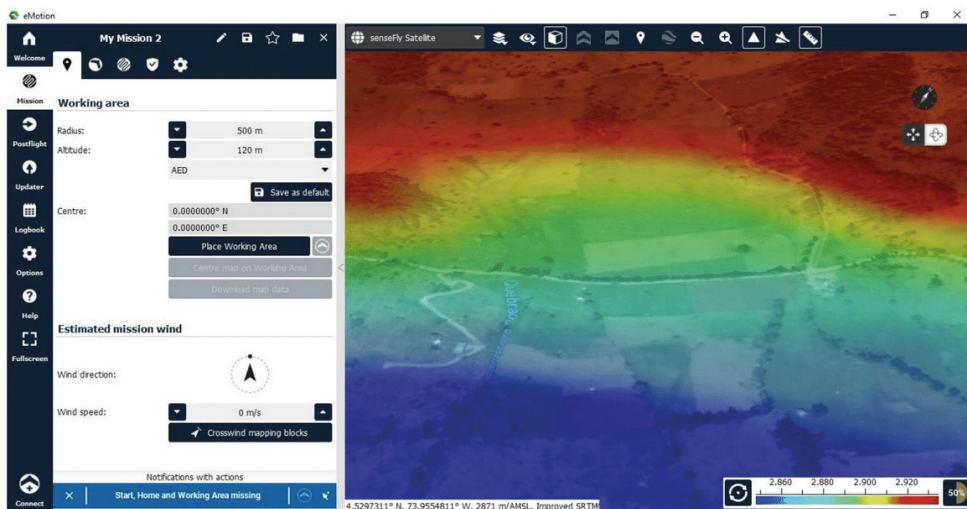 eMotion
My Mission 2
senseFly Satellite
Welcome
Mission
Postflight
Updater
Logbook
Options
Help
Fullscreen
Connect
Working area
Radius:
500 m
Altitude:
120 m
AED
Save as default
Centre:
0.0000000° N
0.0000000° E
Place Working Area
Centre map on Working Area
Download map data
Estimated mission wind
Wind direction:
Wind speed:
0 m/s
Crosswind mapping blocks
Notifications with actions
Start, Home and Working Area missing
4.5297311° N, 73.9554811° W, 2871 m/AMSL, Improved SRTM
2.860 2.880 2.900 2.920
50%